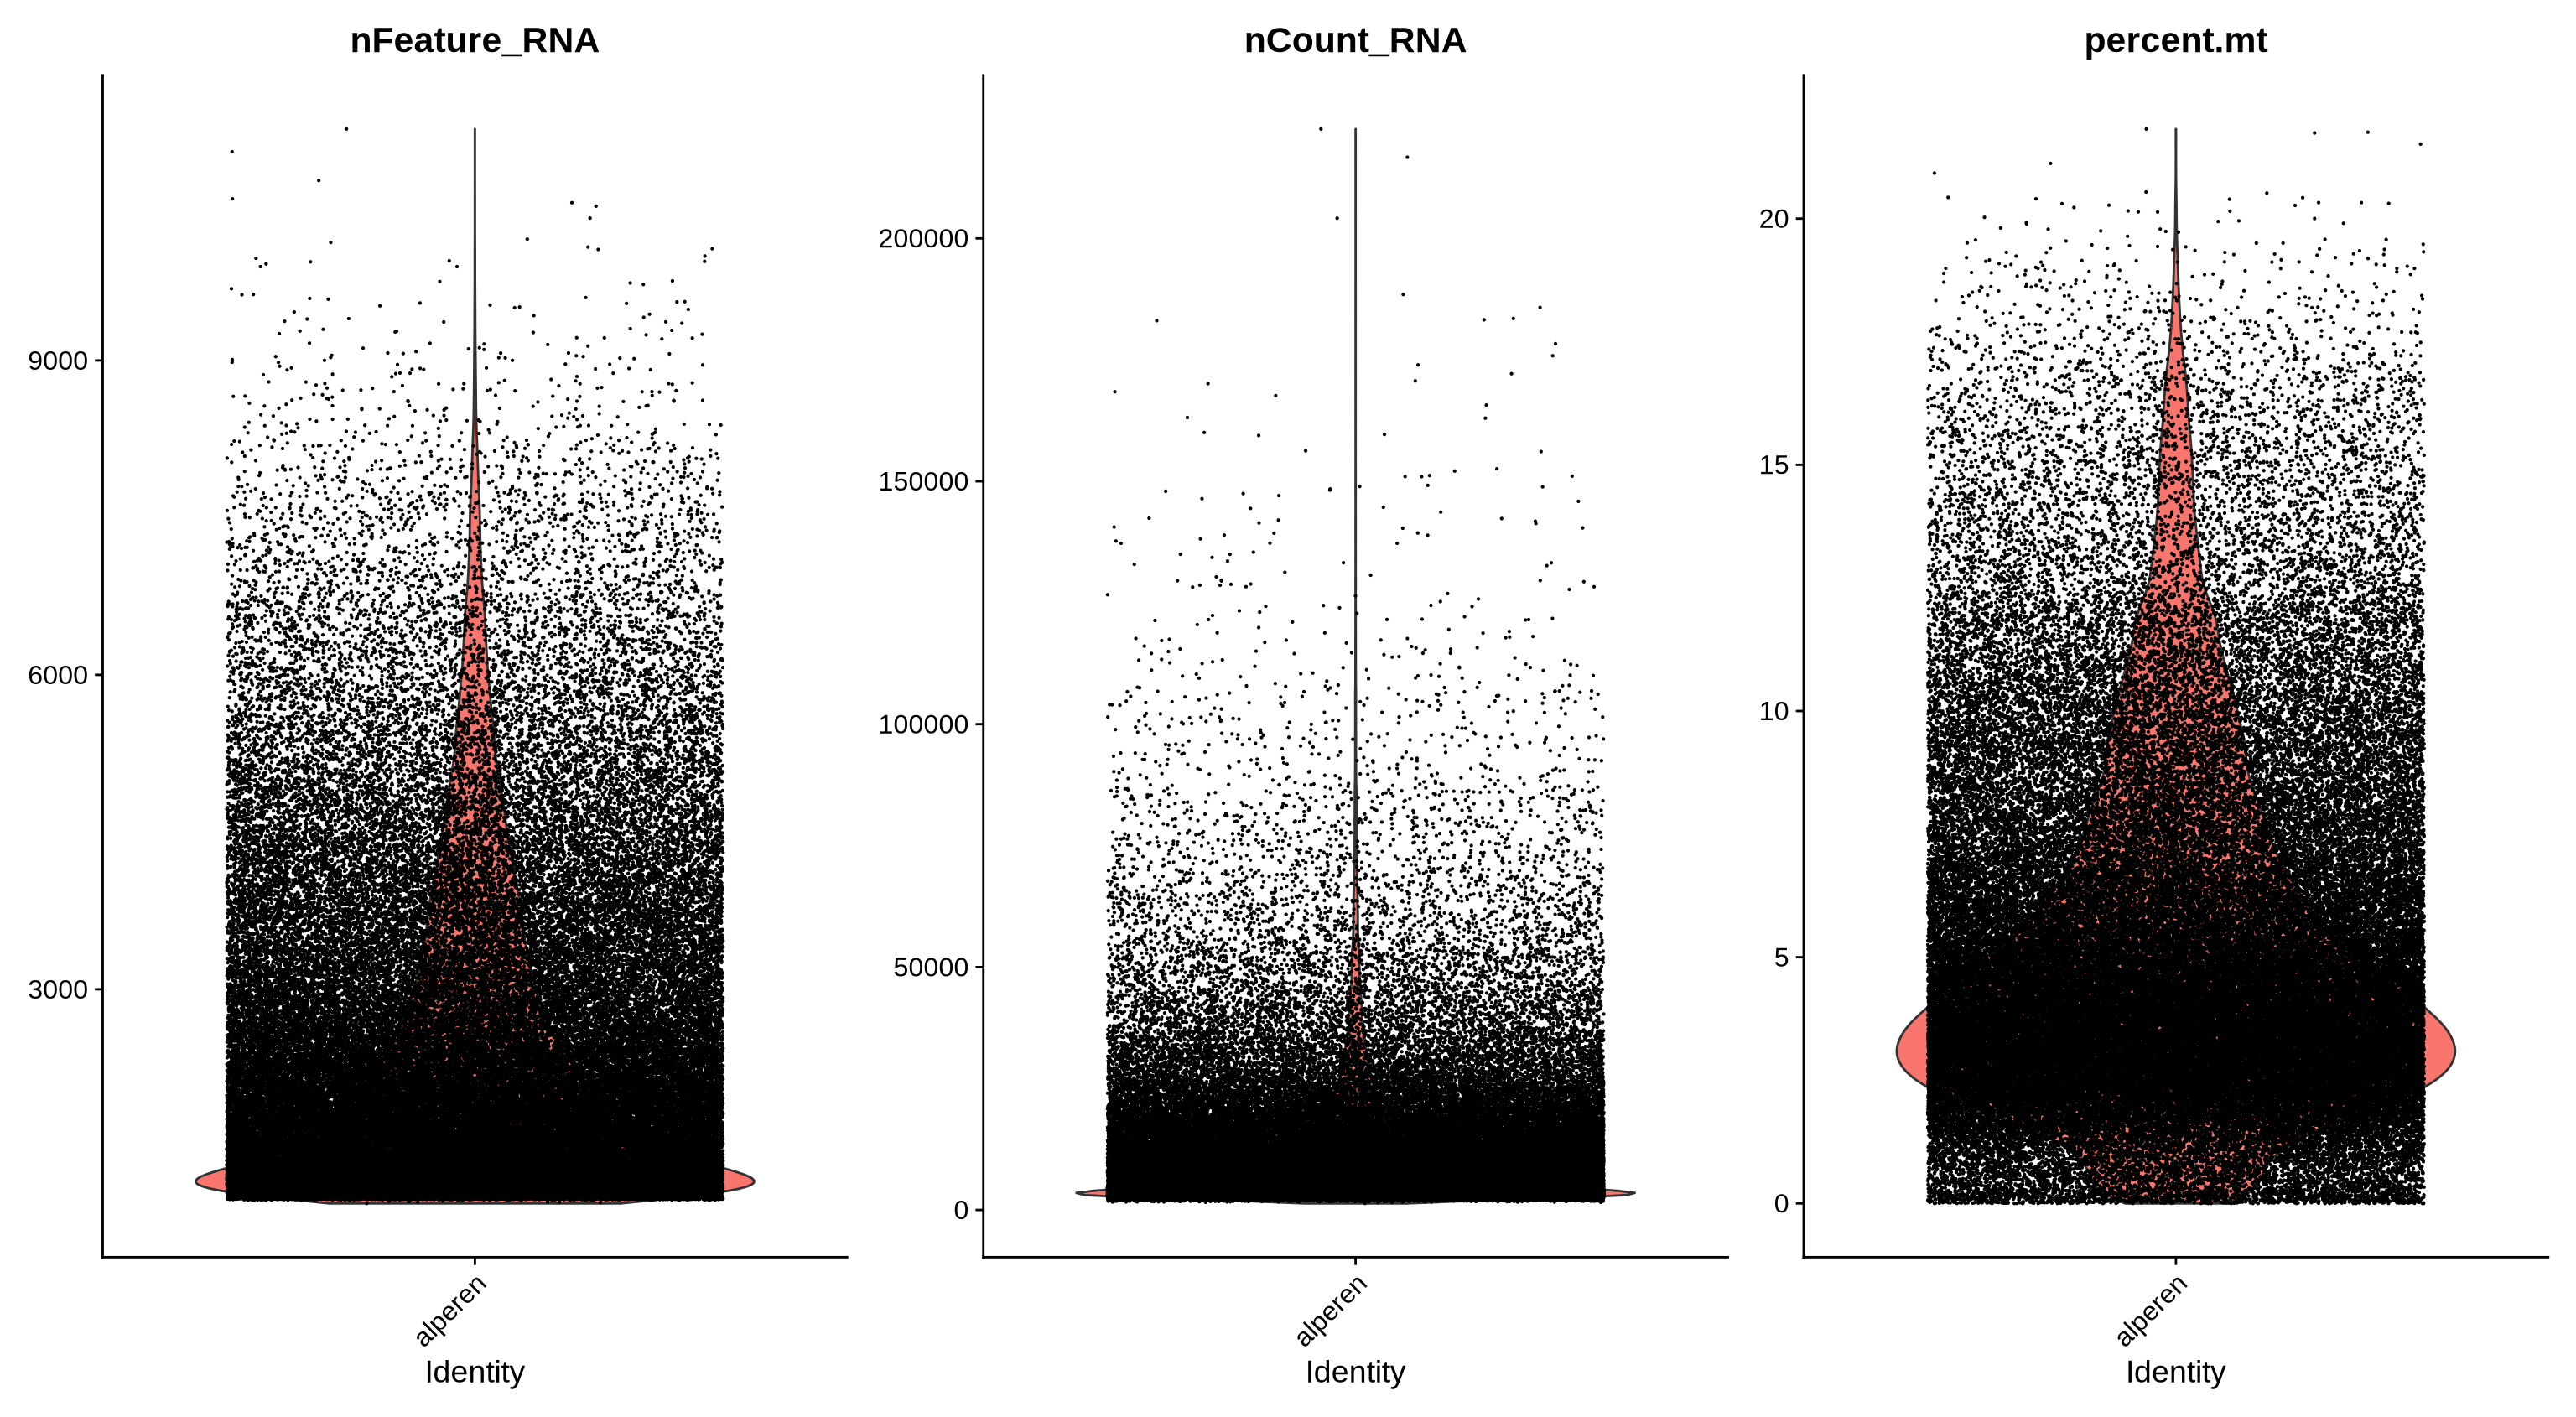 nFeature_RNA
9000
6000
3000
alperen
Identity
nCount_RNA
200000
150000
100000
50000
0
alperen
Identity
percent.mt
20
15
10
5
0
alperen
Identity